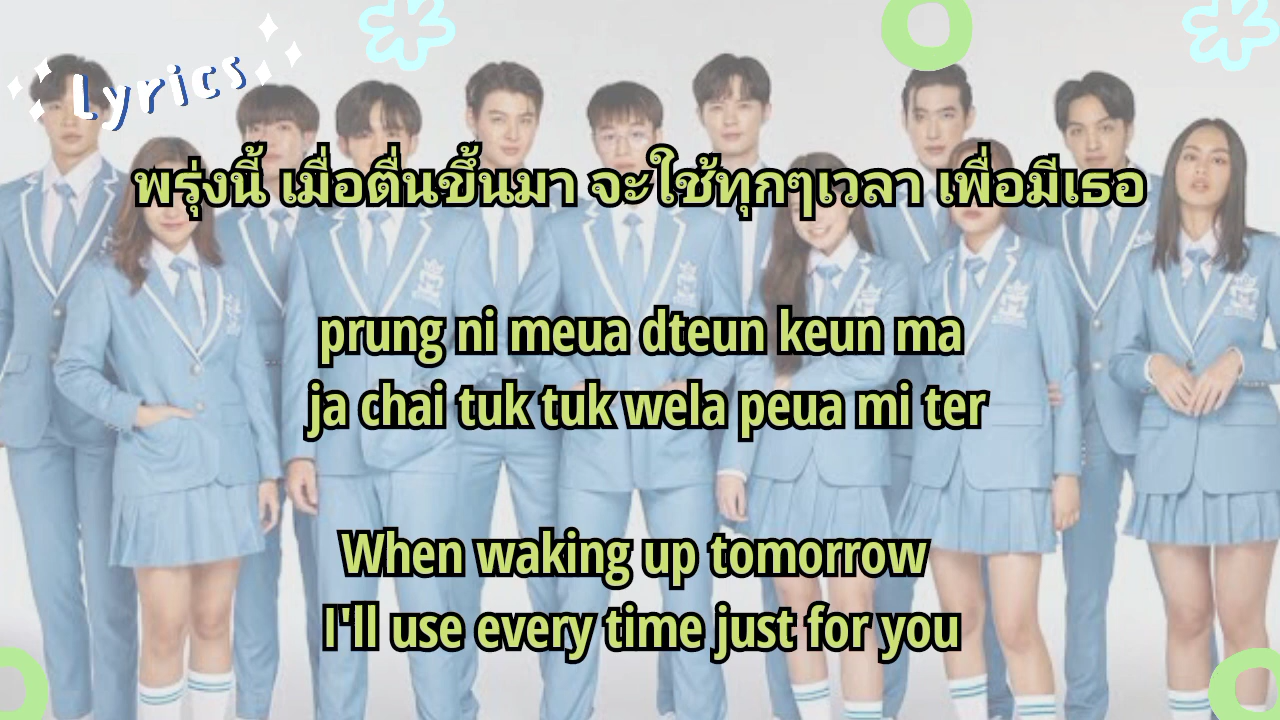 Lyrics
พรุ่งนี้ เมื่อตื่นขึ้นมา จะใช้ทุกๆเวลา เพื่อมีเธอ
prung ni meua dteun keun ma
ja chai tuk tuk wela peua mi ter
When waking up tomorrow
I'll use every time just for you